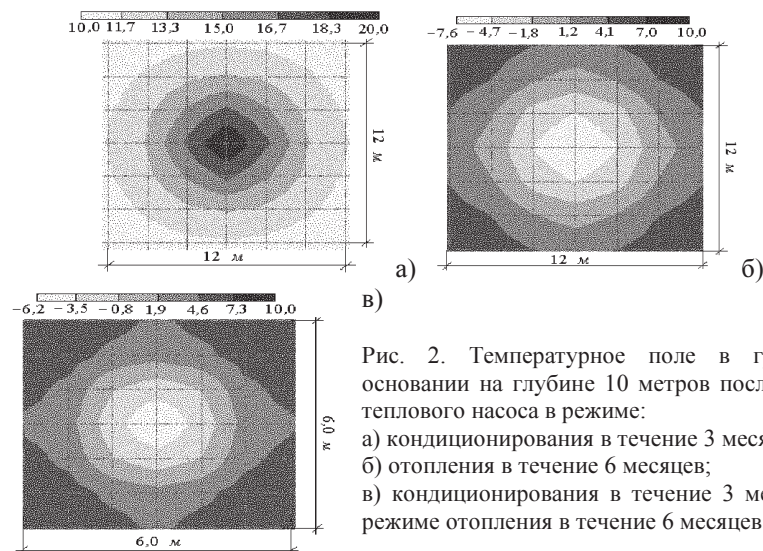 10,0 11,7 13,3 15,0 16,7 18,3 20,0
12 м
12 м
а)
−7,6 −4,7 −1,8 1,2 4,1 7,0 10,0
12 м
12 м
б)
в)
−6,2 −3,5 −0,8 1,9 4,6 7,3 10,0
6,0 м
6,0 м
Рис. 2. Температурное поле в г
основании на глубине 10 метров посл
теплового насоса в режиме:
а) кондиционирования в течение 3 меся
б) отопления в течение 6 месяцев;
в) кондиционирования в течение 3 ме
режиме отопления в течение 6 месяцев